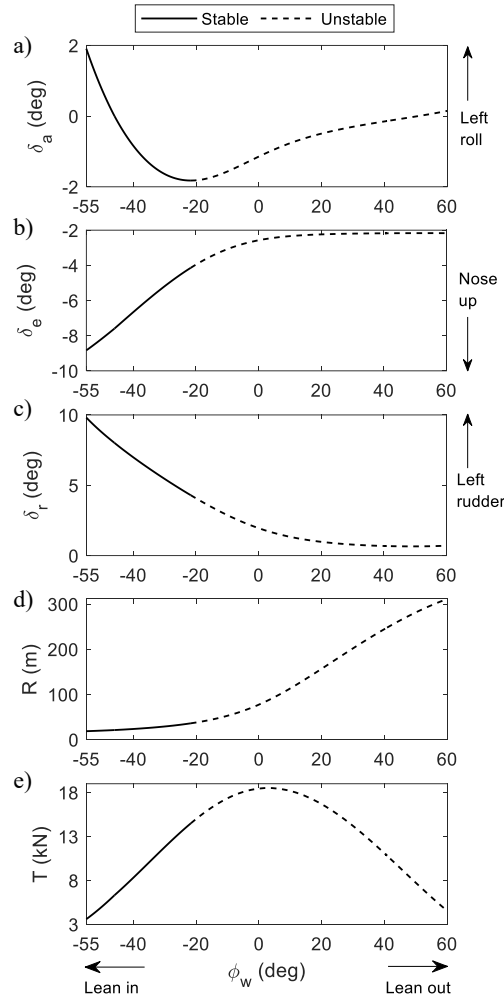 Stable Unstable
a)
2
0
-2
δa (deg)
-55 -40 -20 0 20 40 60
Left
roll
b)
-2
-4
-6
-8
-10
δe (deg)
-55 -40 -20 0 20 40 60
Nose
up
c)
10
5
0
δr (deg)
-55 -40 -20 0 20 40 60
Left
rudder
d)
300
200
100
0
R (m)
-55 -40 -20 0 20 40 60
e)
18
13
8
3
T (kN)
-55 -40 -20 0 20 40 60
ϕw (deg)
Lean in Lean out